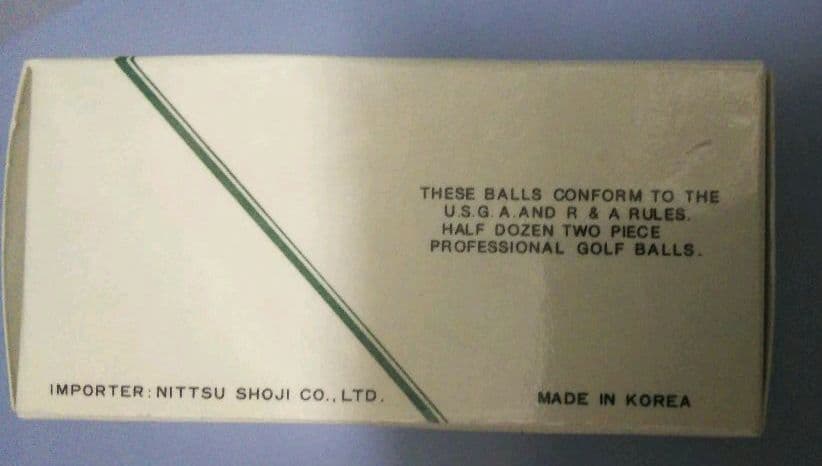 THESE BALLS CONFORM TO THE
U.S.G.A. AND R & A RULES.
HALF DOZEN TWO PIECE
PROFESSIONAL GOLF BALLS.
IMPORTER: NITTSU SHOJI CO., LTD.
MADE IN KOREA